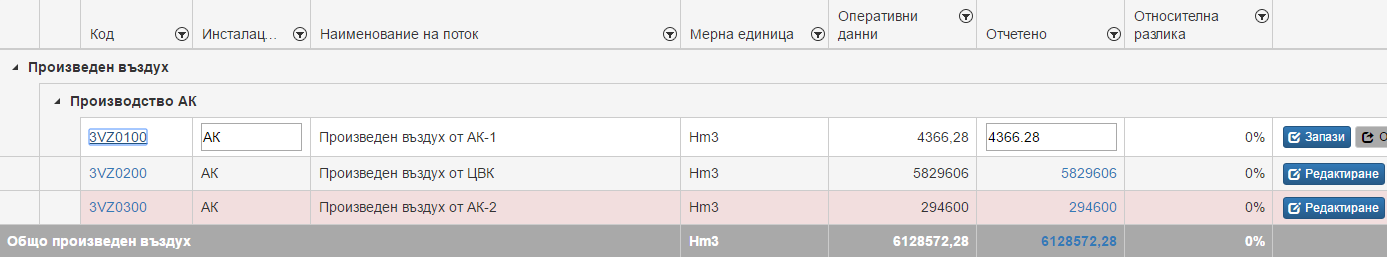 Код Инсталац... Наименование на поток Мерна единица Оперативни данни Отчетено Относителна разлика
Произведен въздух
Производство АК
3VZ0100 АК Произведен въздух от АК-1 Hm3 4366,28 4366.28 0% Запази О
3VZ0200 АК Произведен въздух от ЦВК Hm3 5829606 5829606 0% Редактиране
3VZ0300 АК Произведен въздух от АК-2 Hm3 294600 294600 0% Редактиране
Общо произведен въздух Hm3 6128572,28 6128572,28 0%